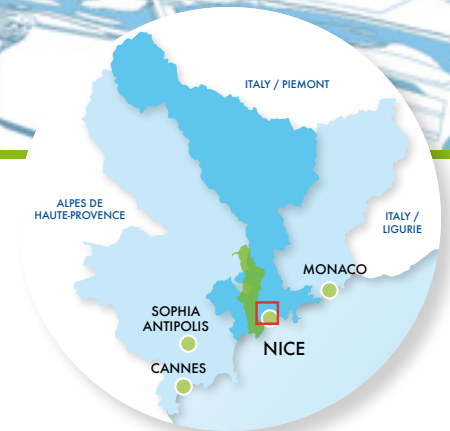 ITALY / PIEMONT
ALPES DE
HAUTE-PROVENCE
ITALY /
LIGURIE
MONACO
SOPHIA
ANTIPOLIS
NICE
CANNES